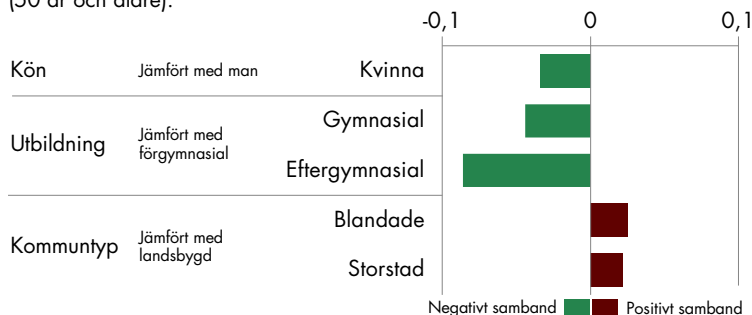 (50 år och äldre).
-0,1 0 0,1
Kön Jämfört med man Kvinna
Utbildning Jämfört med
förgymnasial
Gymnasial
Eftergymnasial
Kommuntyp Jämfört med
landsbygd
Blandade
Storstad
Negativt samband Positivt samband